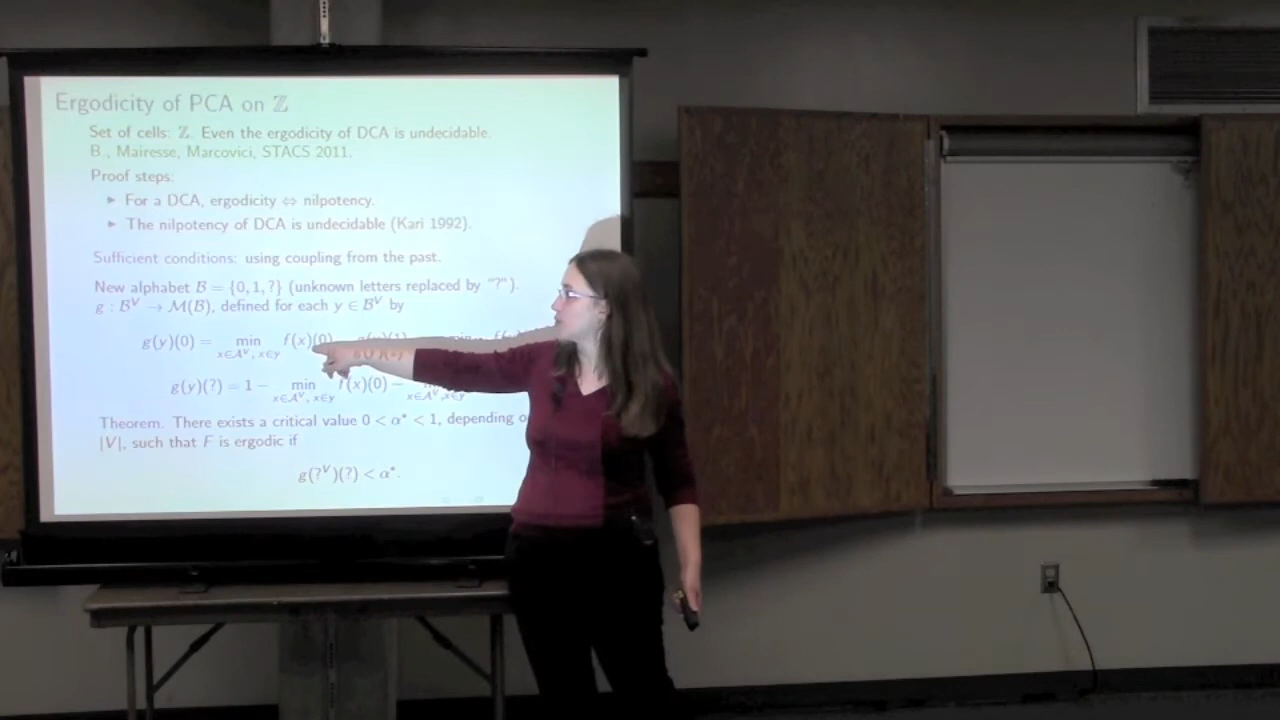 Ergodicity of PCA on ℤ
Set of cells: ℤ. Even the ergodicity of DCA is undecidable.
B., Mairesse, Marcovici, STACS 2011.
Proof steps:
▶ For a DCA, ergodicity ⇔ nilpotency.
▶ The nilpotency of DCA is undecidable (Kari 1992).
Sufficient conditions: using coupling from the past.
New alphabet ℬ = {0, 1, ?} (unknown letters replaced by "?").
g : ℬ^V → ℳ(ℬ), defined for each y ∈ ℬ^V by
g(y)(0) = min_{x∈𝒜^V, x∈y} f(x)(0)
g(y)(?) = 1 − min_{x∈𝒜^V, x∈y} f(x)(0) −
Theorem. There exists a critical value 0 < α* < 1, depending
|V|, such that F is ergodic if
g(?^V)(?) < α*.